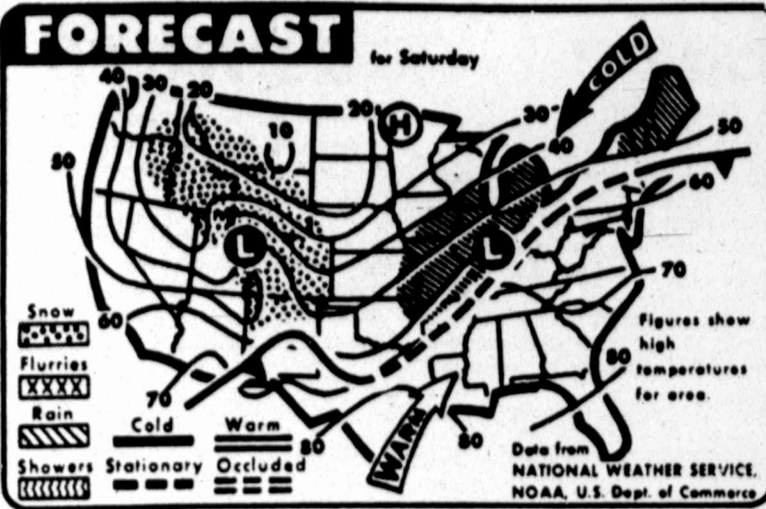 FORECAST
for Saturday
COLD
40 30 20 20 H 30
10 40 50
50 60
L L
70
60
80
70 80 80
WARM
Snow
Flurries
Rain
Showers
Cold Warm
Stationary Occluded
Figures show
high
temperatures
for area.
Data from
NATIONAL WEATHER SERVICE,
NOAA, U.S. Dept. of Commerce